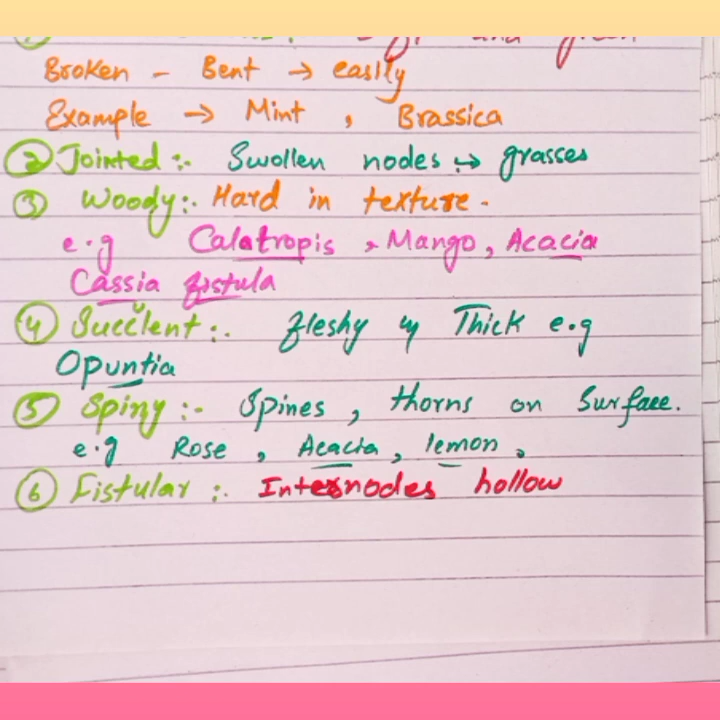 and green
Broken - Bent → easily
Example → Mint , Brassica
② Jointed :. Swollen nodes → grasses
③ Woody :. Hard in texture.
e.g Calatropis , Mango, Acacia
Cassia fistula
④ Succlent :. fleshy y Thick e.g
Opuntia
⑤ Spiny :- Spines , thorns on Surface.
e.g Rose , Acacia , lemon .
⑥ Fistular :. Internodes hollow